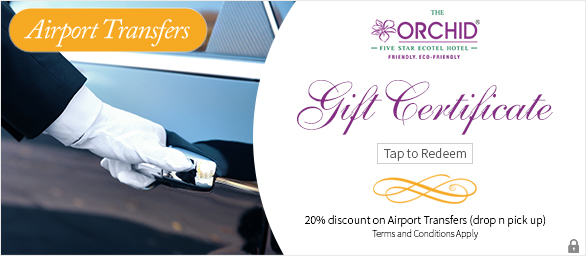 Airport Transfers
THE
ORCHID®
FIVE STAR ECOTEL HOTEL
FRIENDLY. ECO-FRIENDLY
Gift Certificate
Tap to Redeem
20% discount on Airport Transfers (drop n pick up)
Terms and Conditions Apply